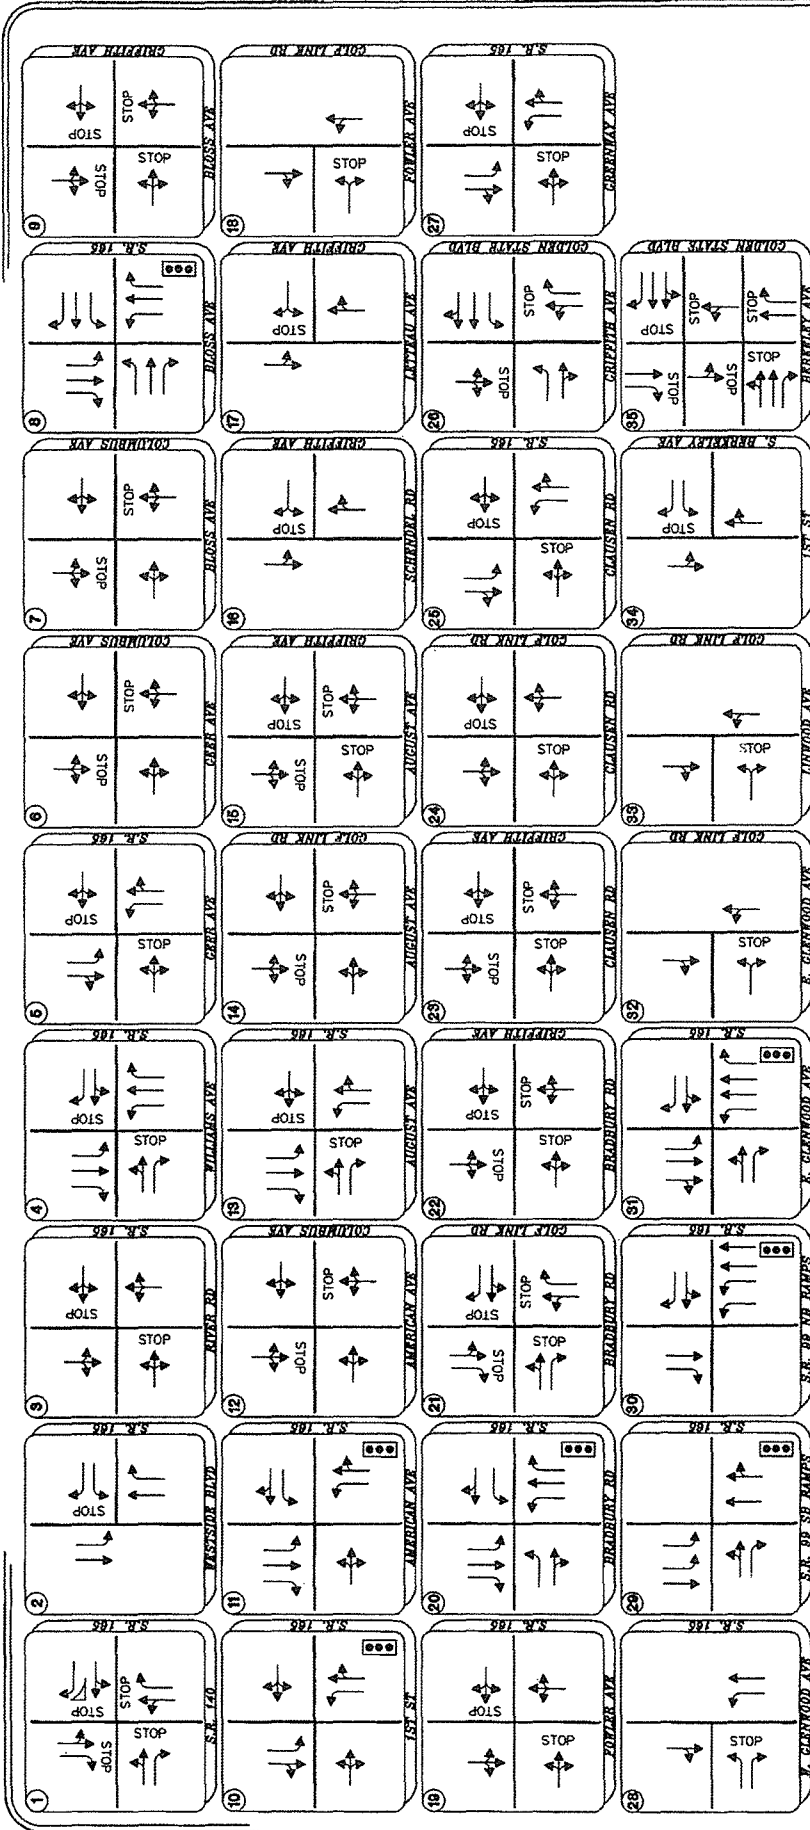 1
S.R. 165
STOP
STOP
STOP
STOP
S.R. 140
2
S.R. 165
STOP
WESTSIDE BLVD
3
S.R. 165
STOP
STOP
RIVER RD
4
S.R. 165
STOP
STOP
WILLIAMS AVE
5
S.R. 165
STOP
STOP
GEER AVE
6
COLUMBUS AVE
STOP
STOP
GEER AVE
7
COLUMBUS AVE
STOP
STOP
BLOSS AVE
8
S.R. 165
BLOSS AVE
9
GRIFFITH AVE
STOP
STOP
STOP
STOP
BLOSS AVE
10
S.R. 165
1ST ST
11
S.R. 165
AMERICAN AVE
12
COLUMBUS AVE
STOP
STOP
AMERICAN AVE
13
S.R. 165
STOP
STOP
AUGUST AVE
14
GOLF LINK RD
STOP
STOP
AUGUST AVE
15
GRIFFITH AVE
STOP
STOP
STOP
STOP
AUGUST AVE
16
GRIFFITH AVE
STOP
SCHENDEL RD
17
GRIFFITH AVE
STOP
LETTEAU AVE
18
GOLF LINK RD
STOP
FOWLER AVE
19
S.R. 165
STOP
STOP
FOWLER AVE
20
S.R. 165
BRADBURY RD
21
GOLF LINK RD
STOP
STOP
STOP
STOP
BRADBURY RD
22
GRIFFITH AVE
STOP
STOP
STOP
STOP
BRADBURY RD
23
GRIFFITH AVE
STOP
STOP
STOP
STOP
CLAUSEN RD
24
GOLF LINK RD
STOP
STOP
CLAUSEN RD
25
S.R. 165
STOP
STOP
CLAUSEN RD
26
GOLDEN STATE BLVD
STOP
STOP
GRIFFITH AVE
27
S.R. 165
STOP
STOP
GREENWAY AVE
28
S.R. 165
STOP
W. GLENWOOD AVE
29
S.R. 165
S.R. 99 SB RAMPS
30
S.R. 165
S.R. 99 NB RAMPS
31
S.R. 165
E. GLENWOOD AVE
32
GOLF LINK RD
STOP
E. GLENWOOD AVE
33
GOLF LINK RD
STOP
LINWOOD AVE
34
S. BERKELEY AVE
STOP
1ST ST
35
GOLDEN STATE BLVD
STOP
STOP
STOP
STOP
STOP
STOP
BERKELEY AVE